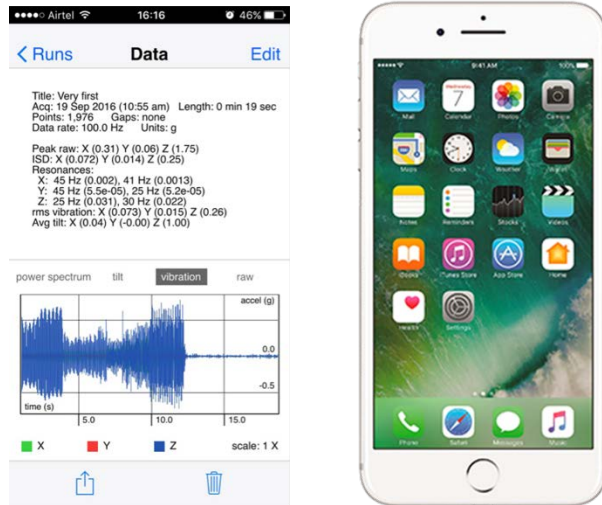 Airtel 16:16 46%
Runs Data Edit
Title: Very first
Acq: 19 Sep 2016 (10:55 am) Length: 0 min 19 sec
Points: 1,976 Gaps: none
Data rate: 100.0 Hz Units: g
Peak raw: X (0.31) Y (0.06) Z (1.75)
ISD: X (0.072) Y (0.014) Z (0.25)
Resonances:
X: 45 Hz (0.002), 41 Hz (0.0013)
Y: 45 Hz (5.5e-05), 25 Hz (5.2e-05)
Z: 25 Hz (0.031), 30 Hz (0.022)
rms vibration: X (0.073) Y (0.015) Z (0.26)
Avg tilt: X (0.04) Y (-0.00) Z (1.00)
power spectrum tilt vibration raw
accel (g)
0.0
-0.5
time (s)
5.0 10.0 15.0
X Y Z scale: 1 X
9:41 AM 100%
Wednesday
7
Mail Calendar Photos Camera
Maps Clock Weather
Notes Reminders Stocks Videos
iBooks iTunes Store App Store Home
Health Settings
Phone Safari Messages Music